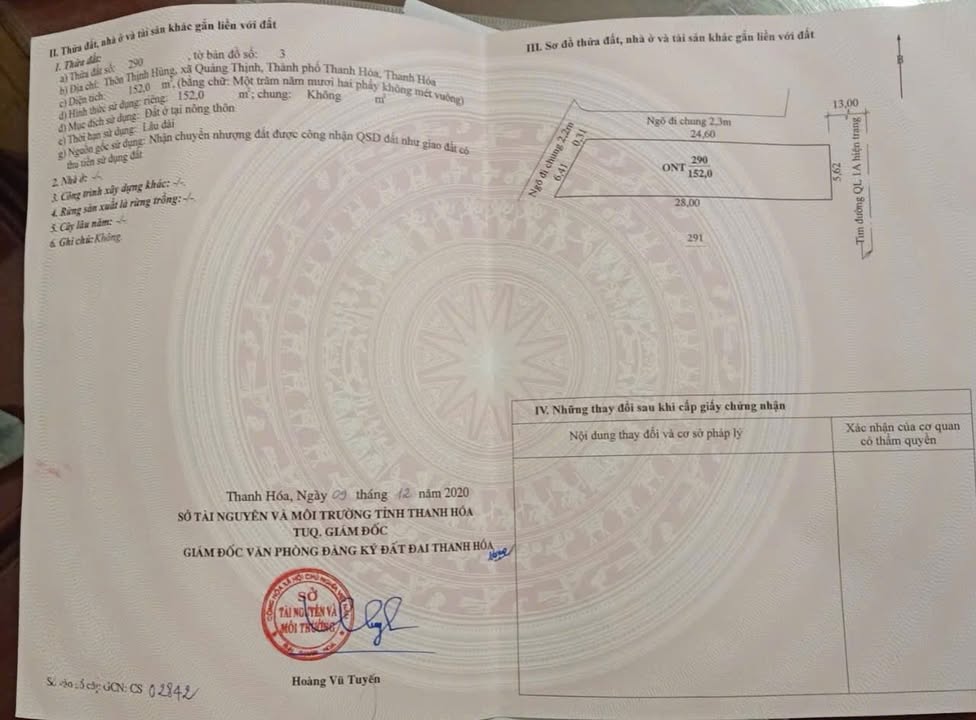 II. Thửa đất, nhà ở và tài sản khác gắn liền với đất
1. Thửa đất:
a) Thửa đất số: 290 , tờ bản đồ số: 3
b) Địa chỉ: Thôn Thịnh Hùng, xã Quảng Thịnh, Thành phố Thanh Hóa, Thanh Hóa
c) Diện tích: 152,0 m², (bằng chữ: Một trăm năm mươi hai phẩy không mét vuông)
d) Hình thức sử dụng: riêng: 152,0 m²; chung: Không m²
đ) Mục đích sử dụng: Đất ở tại nông thôn
e) Thời hạn sử dụng: Lâu dài
g) Nguồn gốc sử dụng: Nhận chuyển nhượng đất được công nhận QSD đất như giao đất có
thu tiền sử dụng đất
2. Nhà ở: -/-.
3. Công trình xây dựng khác: -/-.
4. Rừng sản xuất là rừng trồng: -/-.
5. Cây lâu năm: -/-
6. Ghi chú: Không
Thanh Hóa, Ngày 09 tháng 12 năm 2020
SỞ TÀI NGUYÊN VÀ MÔI TRƯỜNG TỈNH THANH HÓA
TUQ. GIÁM ĐỐC
GIÁM ĐỐC VĂN PHÒNG ĐĂNG KÝ ĐẤT ĐAI THANH HÓA
CỘNG HÒA XÃ HỘI CHỦ NGHĨA VIỆT NAM
SỞ
TÀI NGUYÊN VÀ
MÔI TRƯỜNG
Hoàng Vũ Tuyến
Số vào sổ cấp GCN: CS 02842
III. Sơ đồ thửa đất, nhà ở và tài sản khác gắn liền với đất
B
13,00
Ngõ đi chung 2,3m
24,60
Ngõ đi chung 2,2m
0,31
6,41
ONT 290
152,0
5,62
Tim đường QL 1A hiện trạng
28,00
291
IV. Những thay đổi sau khi cấp giấy chứng nhận
Nội dung thay đổi và cơ sở pháp lý
Xác nhận của cơ quan
có thẩm quyền